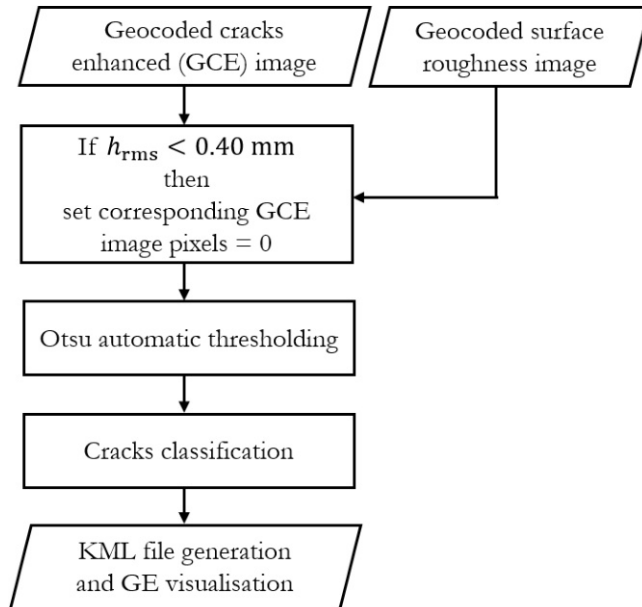 Geocoded cracks
enhanced (GCE) image
Geocoded surface
roughness image
If h_rms < 0.40 mm
then
set corresponding GCE
image pixels = 0
Otsu automatic thresholding
Cracks classification
KML file generation
and GE visualisation